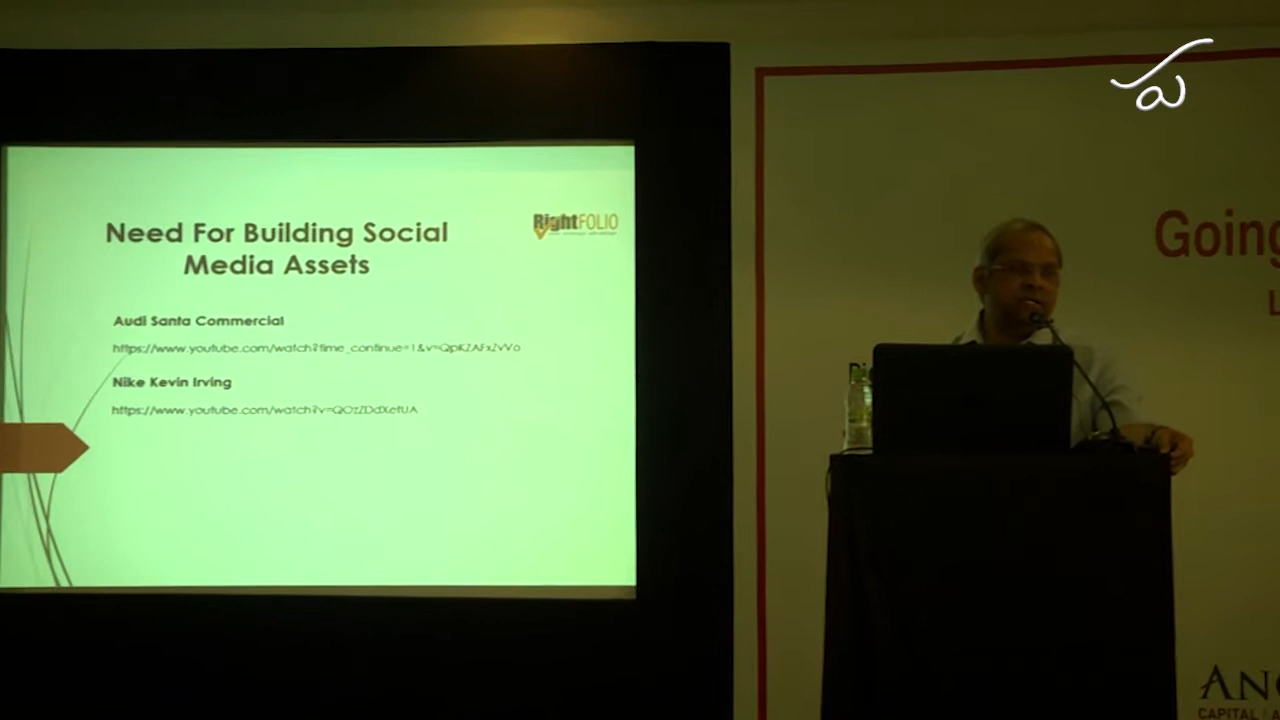 Need For Building Social
Media Assets
RightFOLIO
Audi Santa Commercial
https://www.youtube.com/watch?time_continue=1&v=QpKZAFxZvVo
Nike Kevin Irving
https://www.youtube.com/watch?v=QOzZDdXetUA
Going
L
ప
CAPITAL